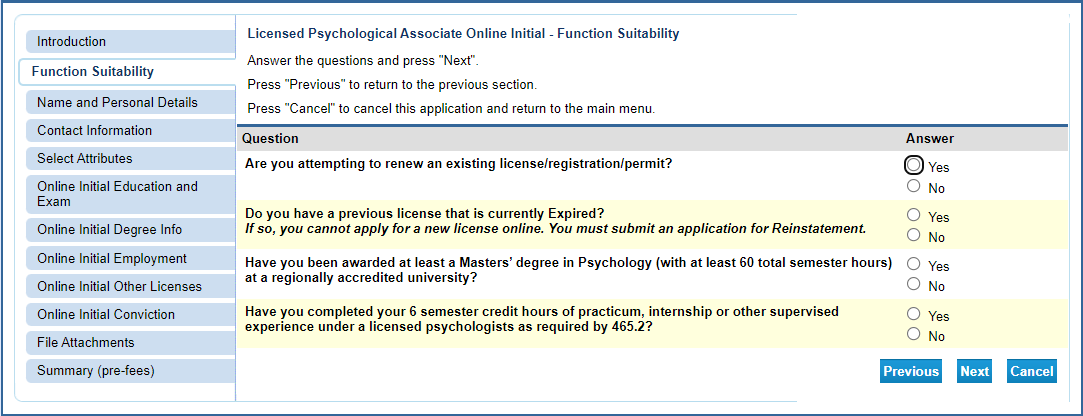 Introduction
Function Suitability
Name and Personal Details
Contact Information
Select Attributes
Online Initial Education and
Exam
Online Initial Degree Info
Online Initial Employment
Online Initial Other Licenses
Online Initial Conviction
File Attachments
Summary (pre-fees)
Licensed Psychological Associate Online Initial - Function Suitability
Answer the questions and press "Next".
Press "Previous" to return to the previous section.
Press "Cancel" to cancel this application and return to the main menu.
Question Answer
Are you attempting to renew an existing license/registration/permit? Yes
No
Do you have a previous license that is currently Expired? Yes
If so, you cannot apply for a new license online. You must submit an application for Reinstatement.
No
Have you been awarded at least a Masters' degree in Psychology (with at least 60 total semester hours) Yes
at a regionally accredited university?
No
Have you completed your 6 semester credit hours of practicum, internship or other supervised Yes
experience under a licensed psychologists as required by 465.2?
No
Previous Next Cancel